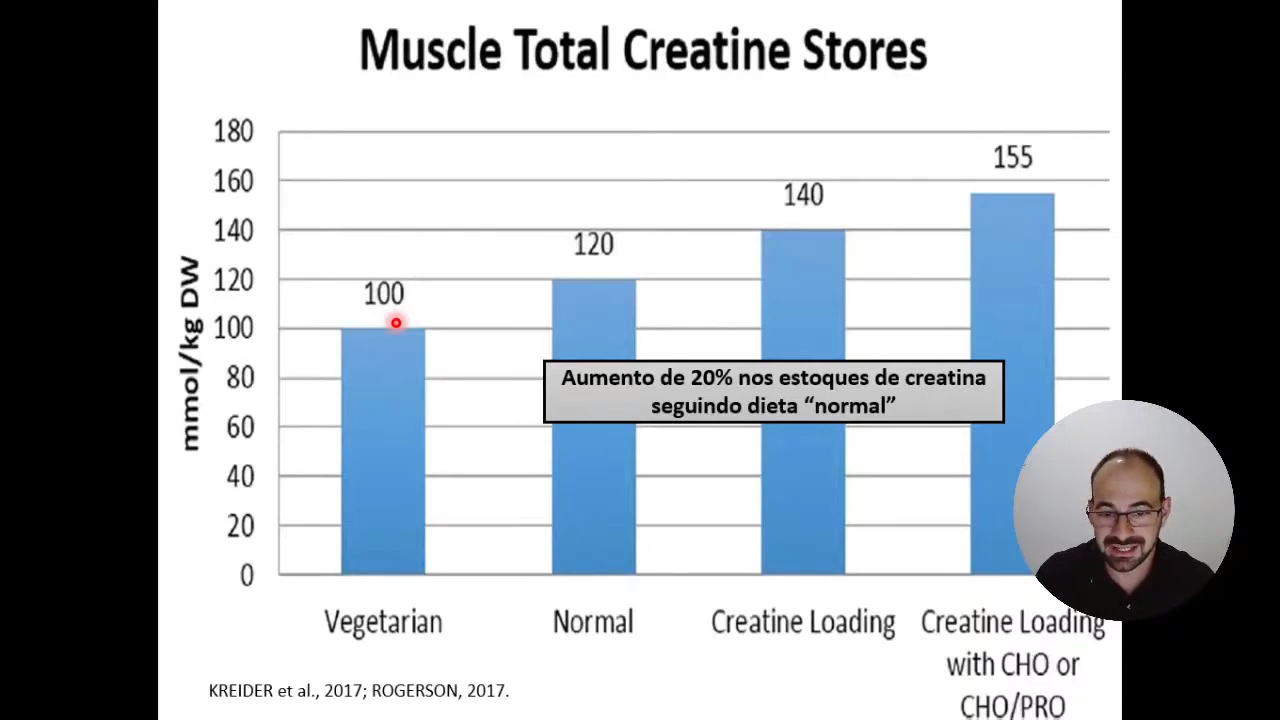 Muscle Total Creatine Stores
180
160
140
120
100
80
60
40
20
0
mmol/kg DW
100
120
140
155
Aumento de 20% nos estoques de creatina
seguindo dieta “normal”
Vegetarian
Normal
Creatine Loading
Creatine Loading
with CHO or
CHO/PRO
KREIDER et al., 2017; ROGERSON, 2017.